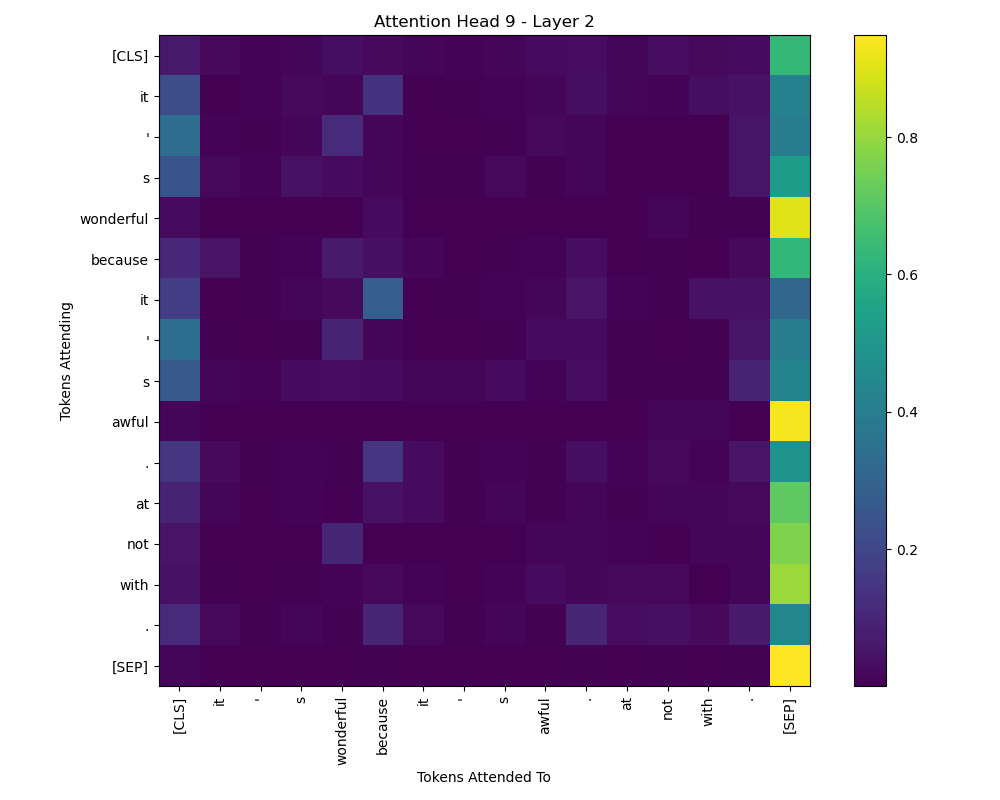 Attention Head 9 - Layer 2
Tokens Attending
[CLS]
it
'
s
wonderful
because
it
'
s
awful
.
at
not
with
.
[SEP]
[CLS]
it
'
s
wonderful
because
it
'
s
awful
.
at
not
with
.
[SEP]
Tokens Attended To
0.8
0.6
0.4
0.2